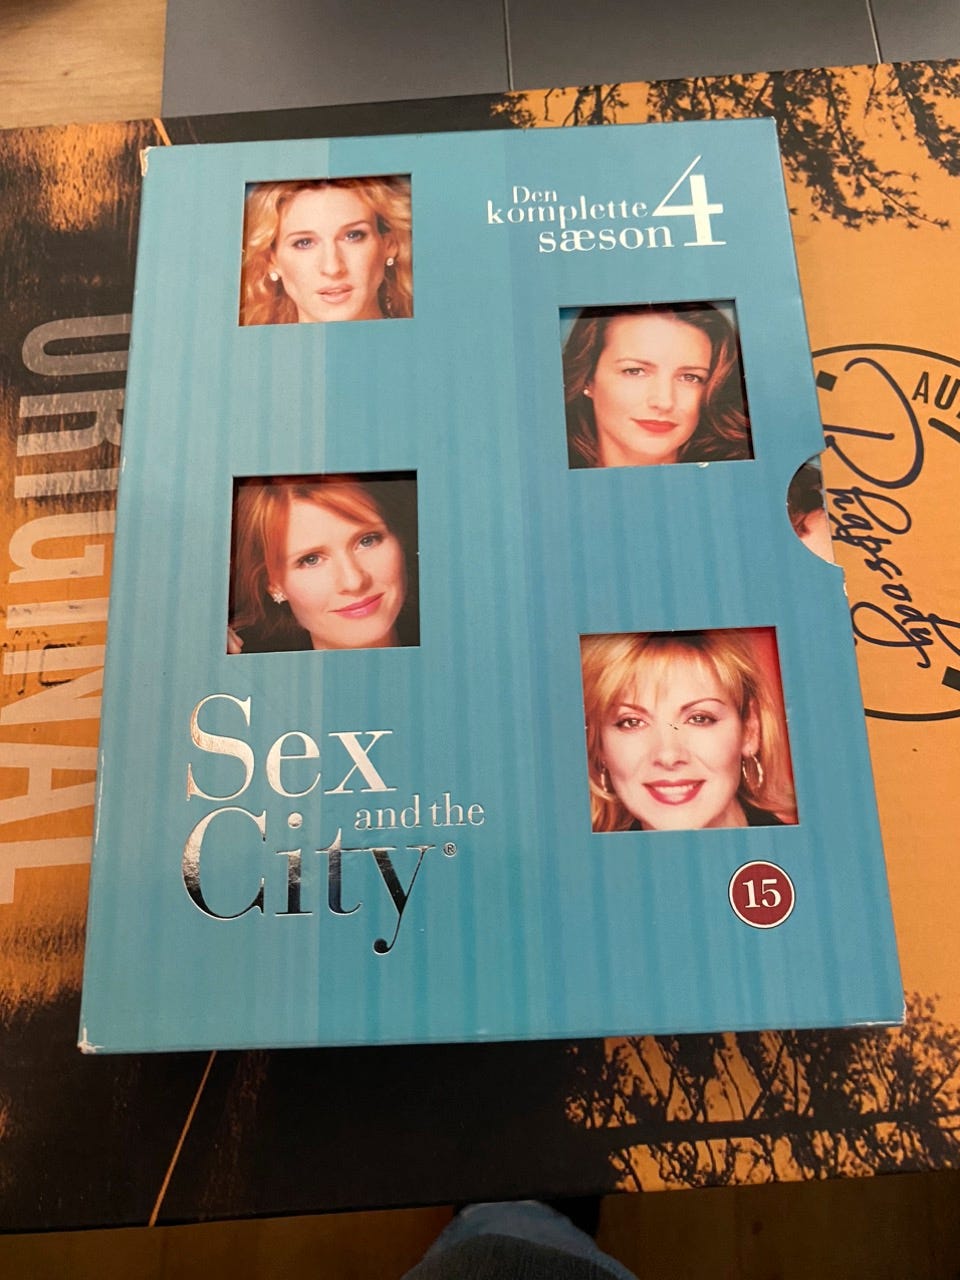 Den
komplette 4
sæson
Sex
and the
City®
15
ORIGINAL
Rhapsody